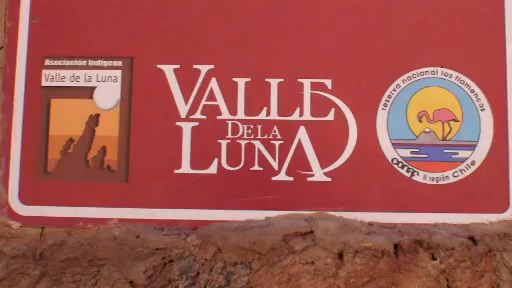 Asociación Indígena
Valle de la Luna
VALLE
DE LA
LUNA
reserva nacional los flamencos
conaf II región Chile